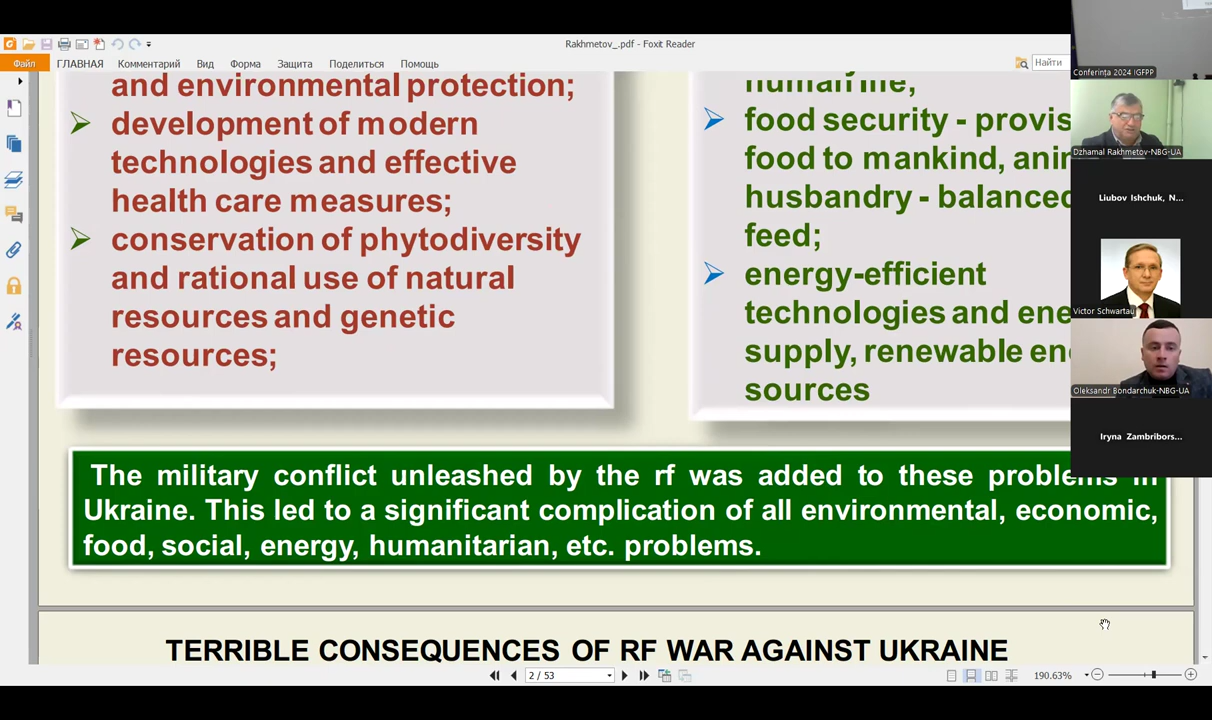 Rakhmetov_.pdf - Foxit Reader
Файл ГЛАВНАЯ Комментарий Вид Форма Защита Поделиться Помощь
Найти
and environmental protection;
development of modern
technologies and effective
health care measures;
conservation of phytodiversity
and rational use of natural
resources and genetic
resources;
human life;
food security - provis
food to mankind, anim
husbandry - balanced
feed;
energy-efficient
technologies and ene
supply, renewable en
sources
The military conflict unleashed by the rf was added to these problems in
Ukraine. This led to a significant complication of all environmental, economic,
food, social, energy, humanitarian, etc. problems.
TERRIBLE CONSEQUENCES OF RF WAR AGAINST UKRAINE
2 / 53
190.63%
Conferința 2024 IGFPP
Dzhamal Rakhmetov-NBG-UA
Liubov Ishchuk, N...
Victor Schwartau
Oleksandr Bondarchuk-NBG-UA
Iryna Zambribors...